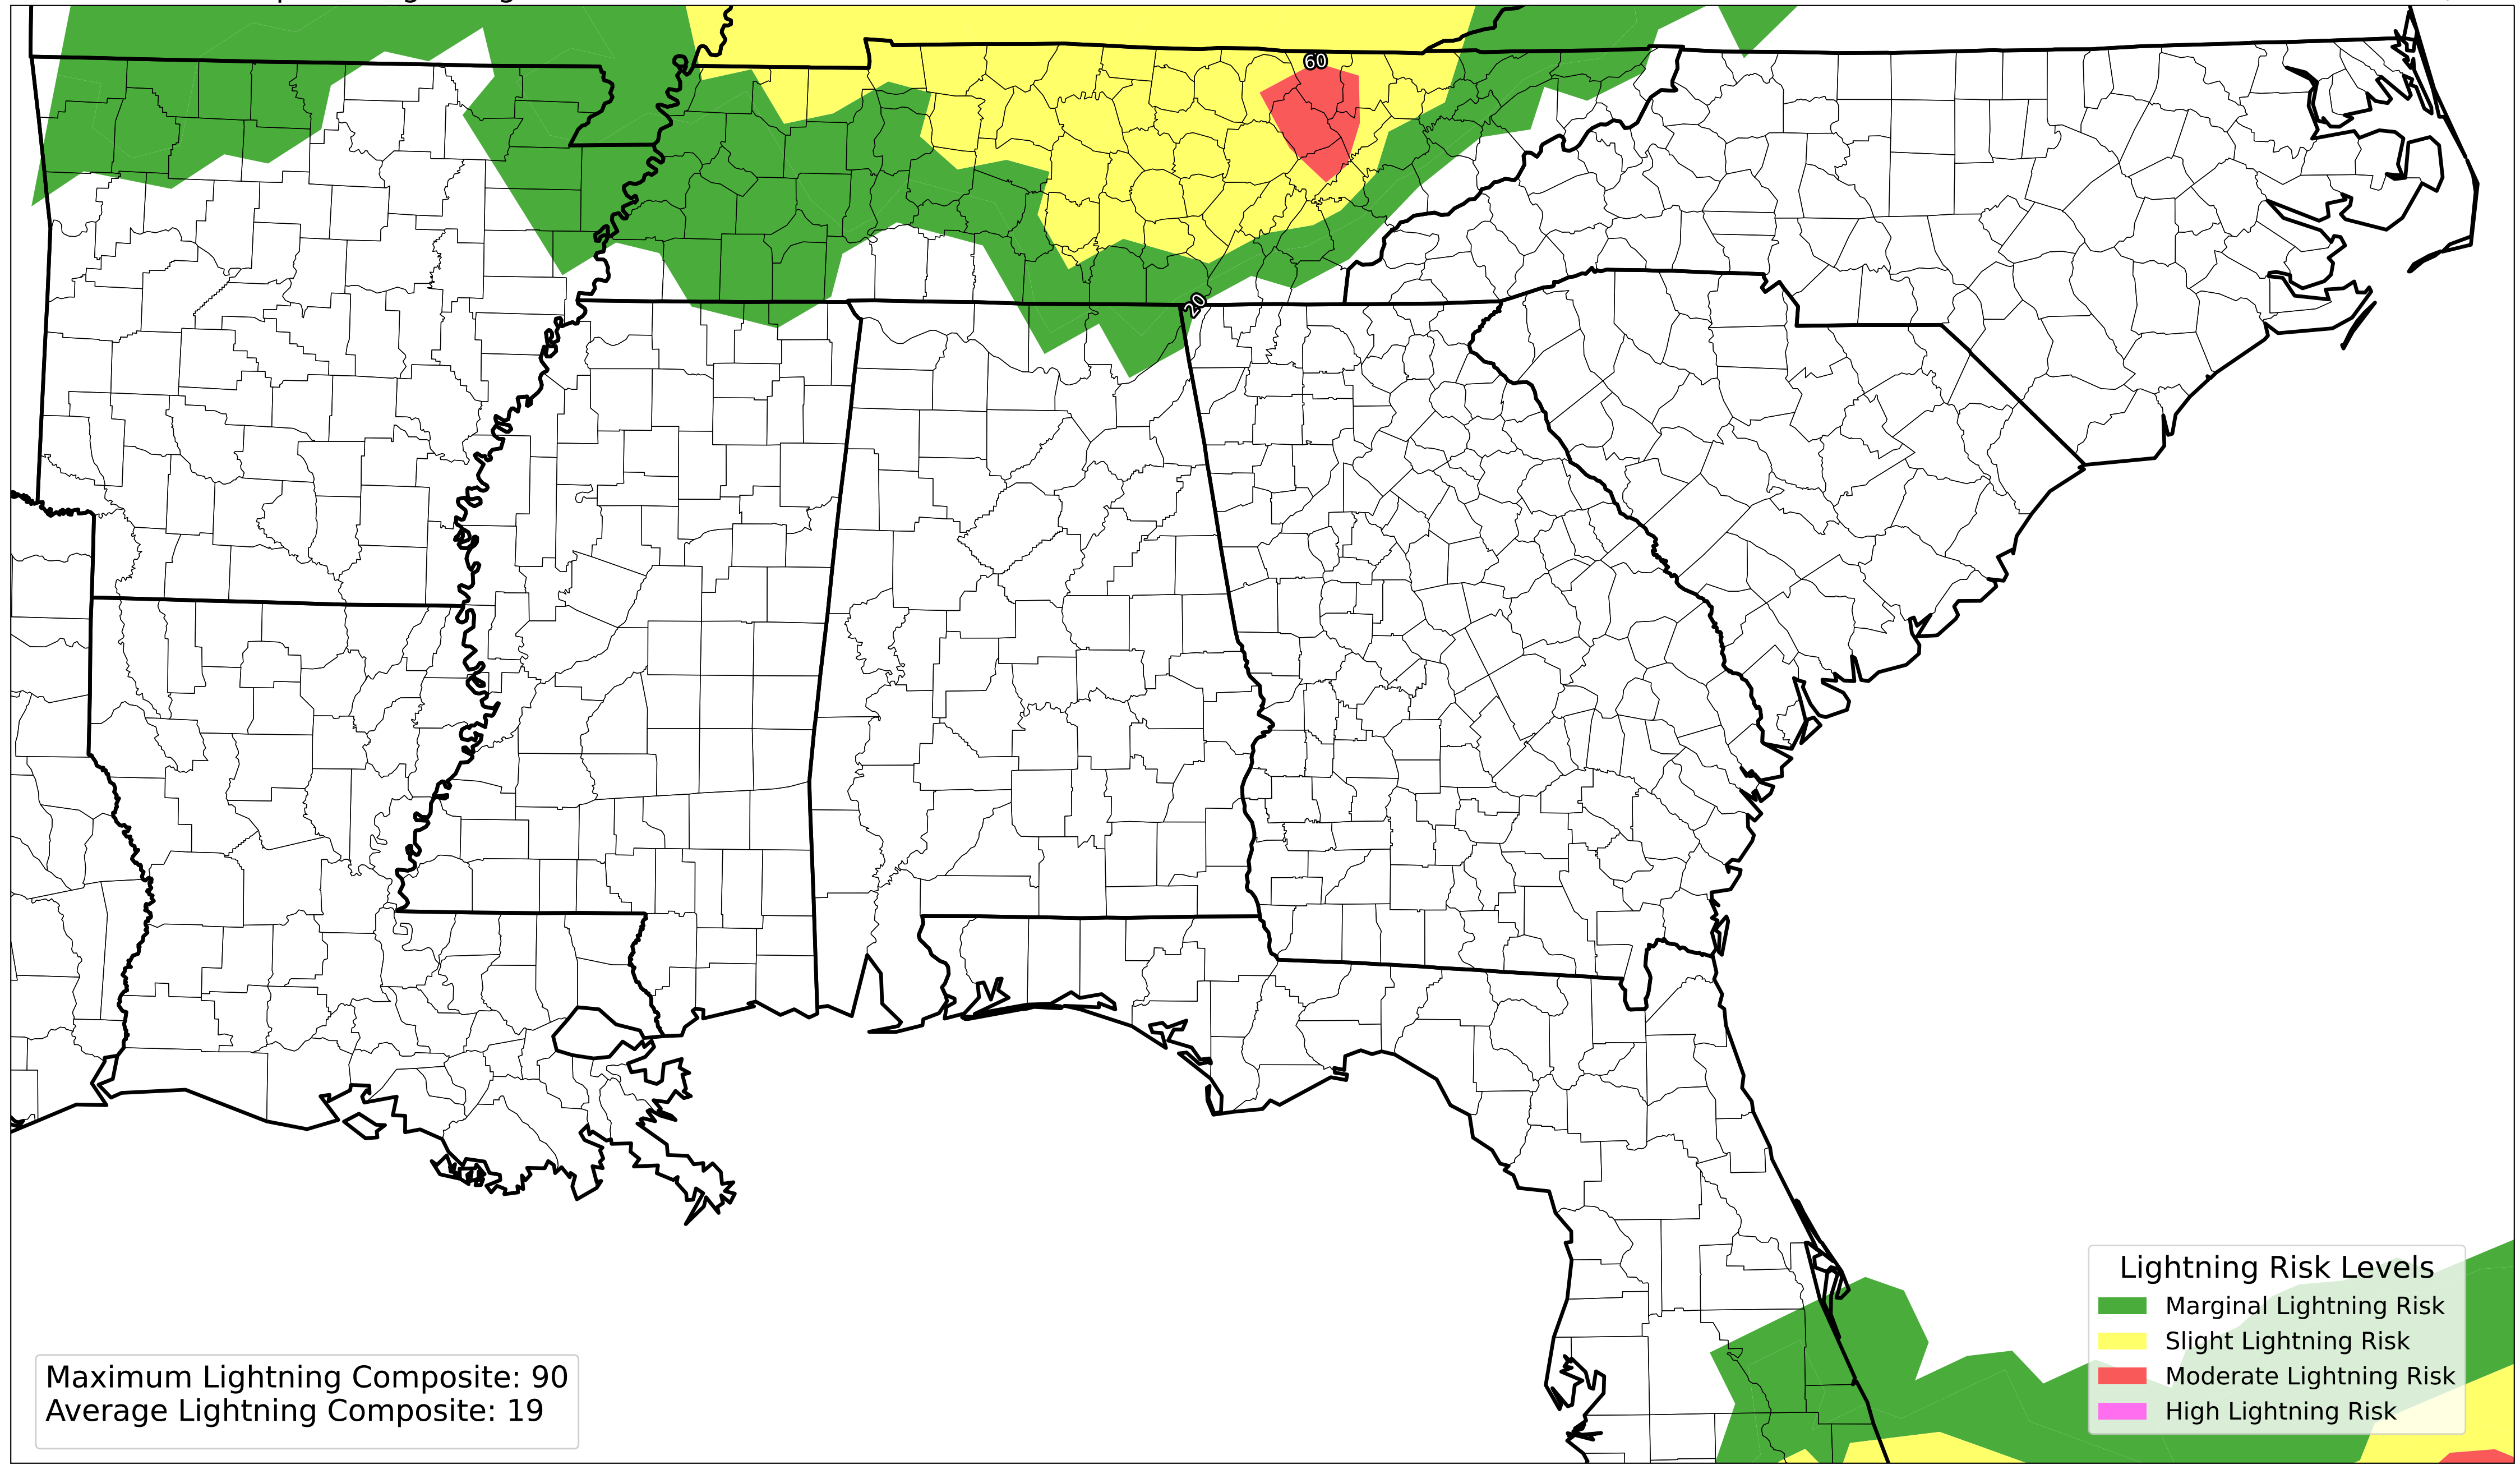 60
20
Lightning Risk Levels
Marginal Lightning Risk
Slight Lightning Risk
Moderate Lightning Risk
High Lightning Risk
Maximum Lightning Composite: 90
Average Lightning Composite: 19